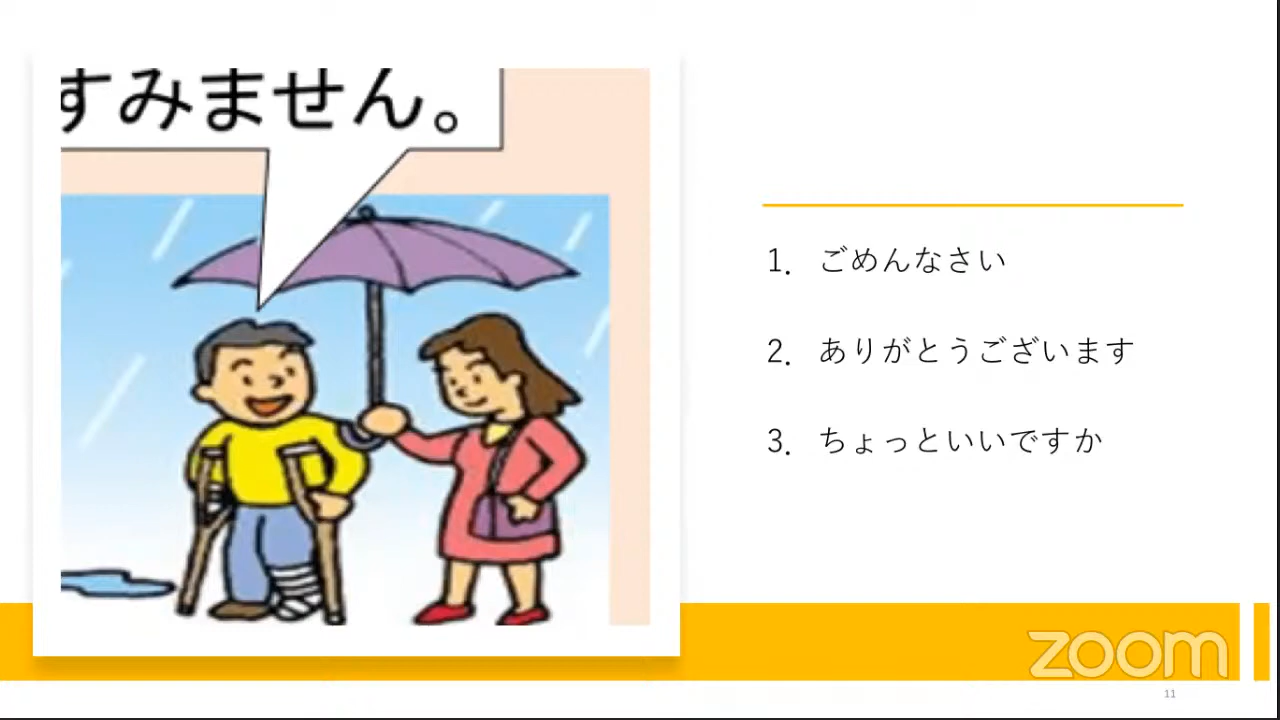 すみません。
1. ごめんなさい
2. ありがとうございます
3. ちょっといいですか
zoom
11